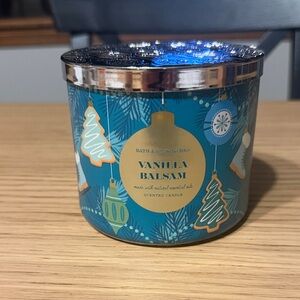 BATH & BODY WORKS
VANILLA
BALSAM
made with natural essential oils
SCENTED CANDLE